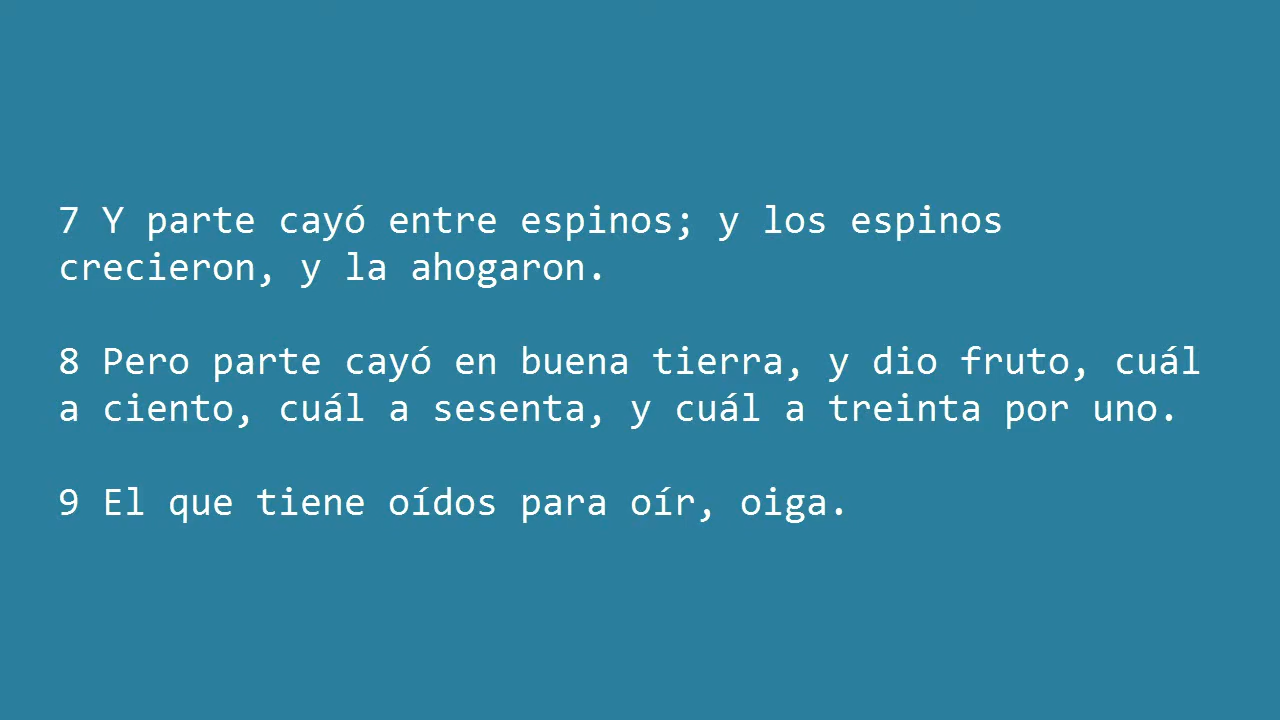 7 Y parte cayó entre espinos; y los espinos
crecieron, y la ahogaron.
8 Pero parte cayó en buena tierra, y dio fruto, cuál
a ciento, cuál a sesenta, y cuál a treinta por uno.
9 El que tiene oídos para oír, oiga.